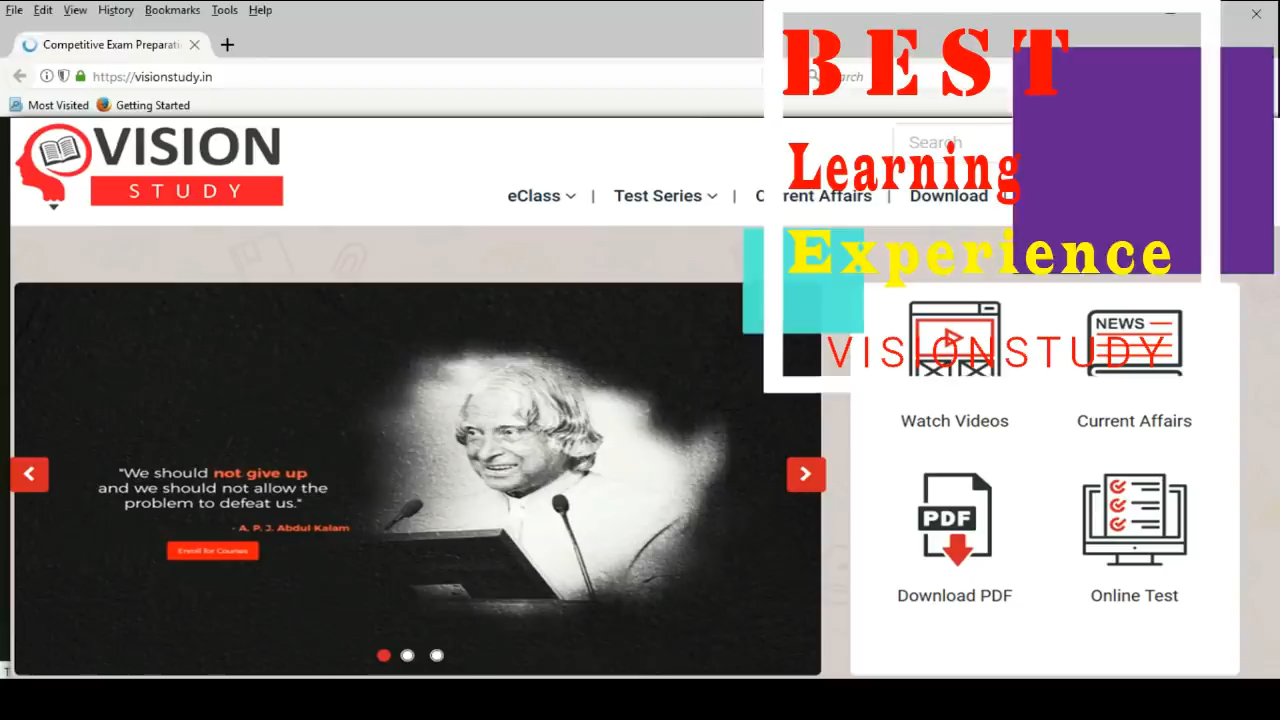 File Edit View History Bookmarks Tools Help
Competitive Exam Preparati
https://visionstudy.in
Search
Most Visited Getting Started
BEST
VISION
STUDY
Search
Learning
eClass | Test Series | Current Affairs | Download
Experience
VISIONSTUDY
NEWS
Watch Videos Current Affairs
"We should not give up
and we should not allow the
problem to defeat us."
- A. P. J. Abdul Kalam
Enroll for Courses
PDF
Download PDF Online Test